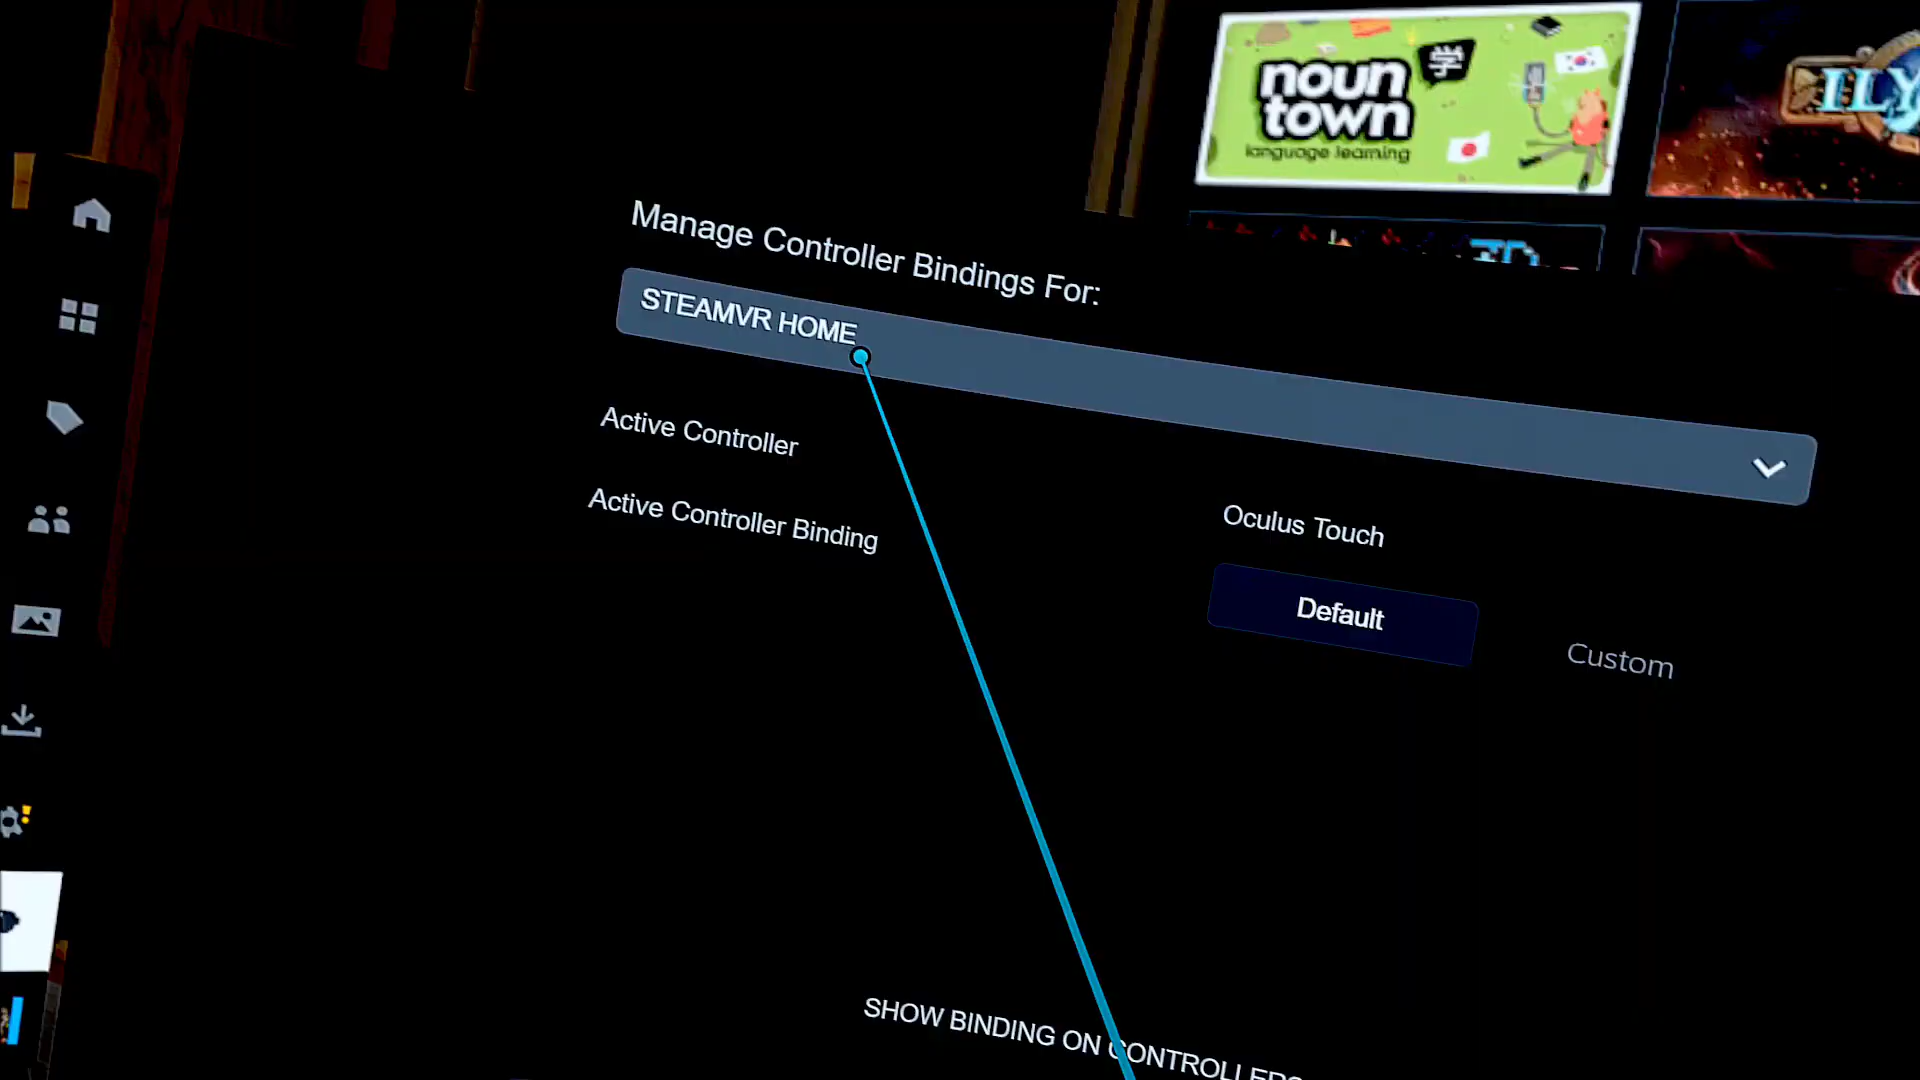 noun
town
language learning
学
Manage Controller Bindings For:
STEAMVR HOME
Active Controller
Oculus Touch
Active Controller Binding
Default
Custom
SHOW BINDING ON CONTROLLERS